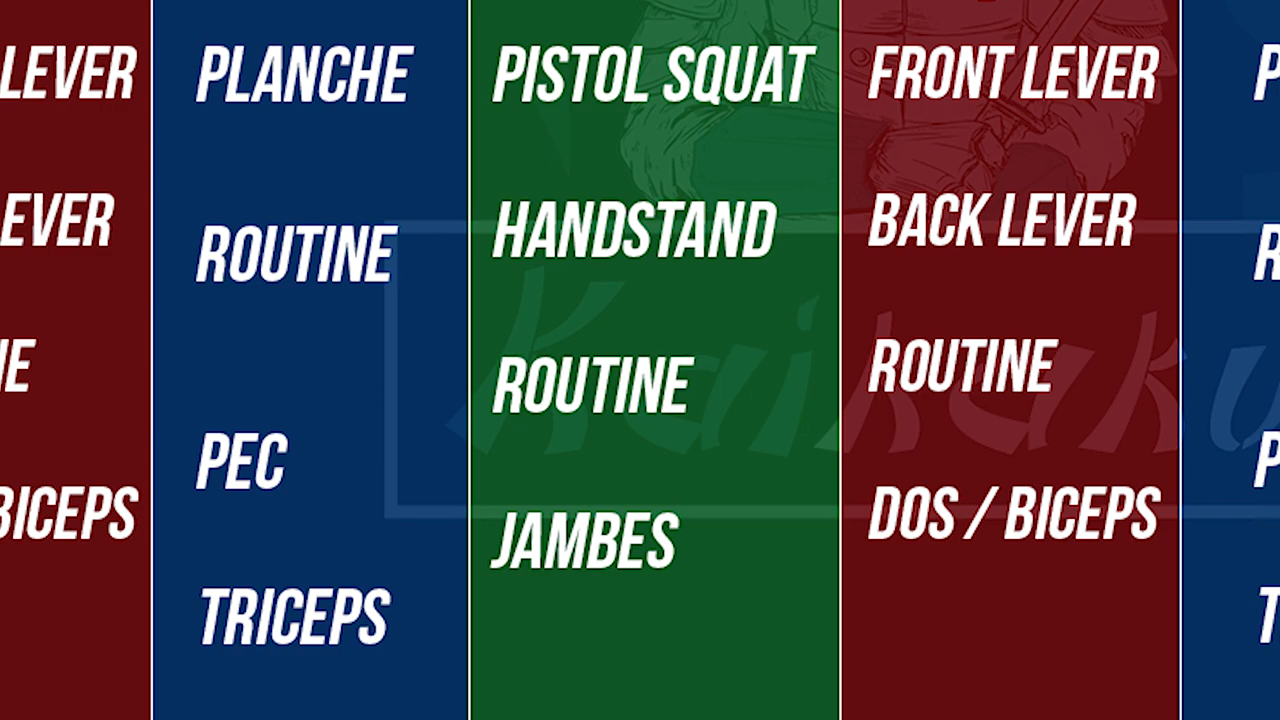 LEVER
EVER
BICEPS
PLANCHE
ROUTINE
PEC
TRICEPS
PISTOL SQUAT
HANDSTAND
ROUTINE
JAMBES
FRONT LEVER
BACK LEVER
ROUTINE
DOS / BICEPS
Kaikaku